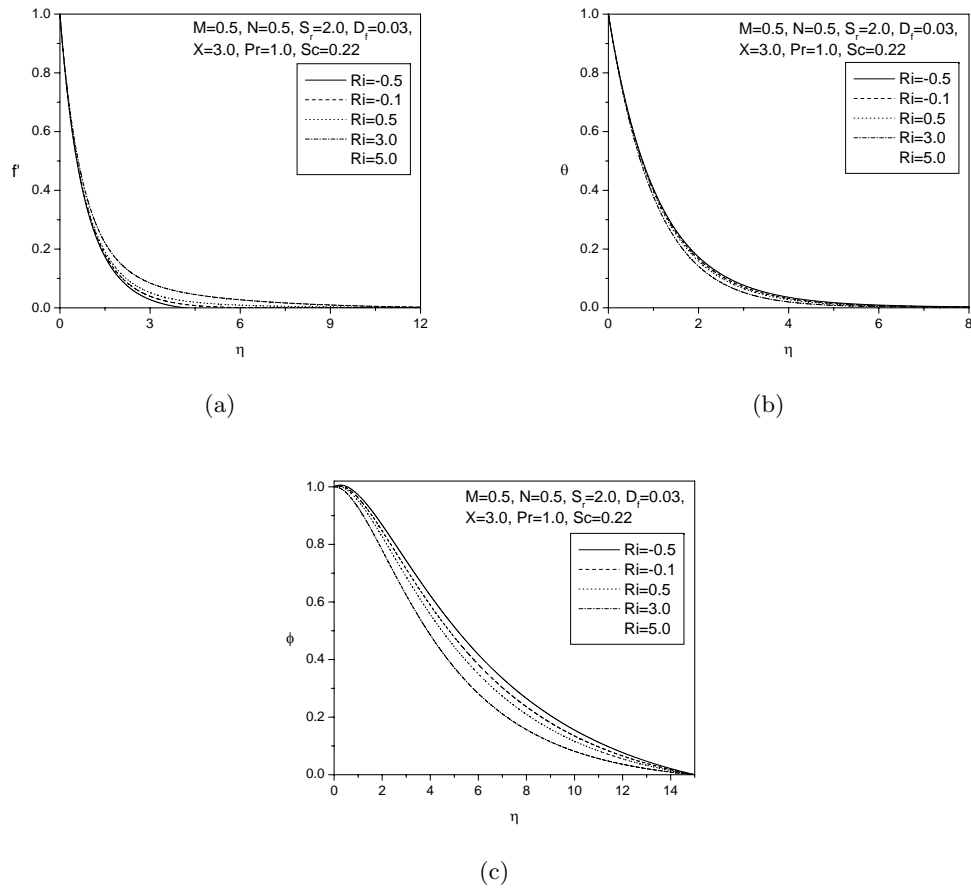 M=0.5, N=0.5, S_r=2.0, D_f=0.03,
X=3.0, Pr=1.0, Sc=0.22
Ri=-0.5
Ri=-0.1
Ri=0.5
Ri=3.0
Ri=5.0
1.0
0.8
0.6
0.4
0.2
0.0
f'
0 3 6 9 12
η
(a)
M=0.5, N=0.5, S_r=2.0, D_f=0.03,
X=3.0, Pr=1.0, Sc=0.22
Ri=-0.5
Ri=-0.1
Ri=0.5
Ri=3.0
Ri=5.0
1.0
0.8
0.6
0.4
0.2
0.0
θ
0 2 4 6 8
η
(b)
M=0.5, N=0.5, S_r=2.0, D_f=0.03,
X=3.0, Pr=1.0, Sc=0.22
Ri=-0.5
Ri=-0.1
Ri=0.5
Ri=3.0
Ri=5.0
1.0
0.8
0.6
0.4
0.2
0.0
ϕ
0 2 4 6 8 10 12 14
η
(c)